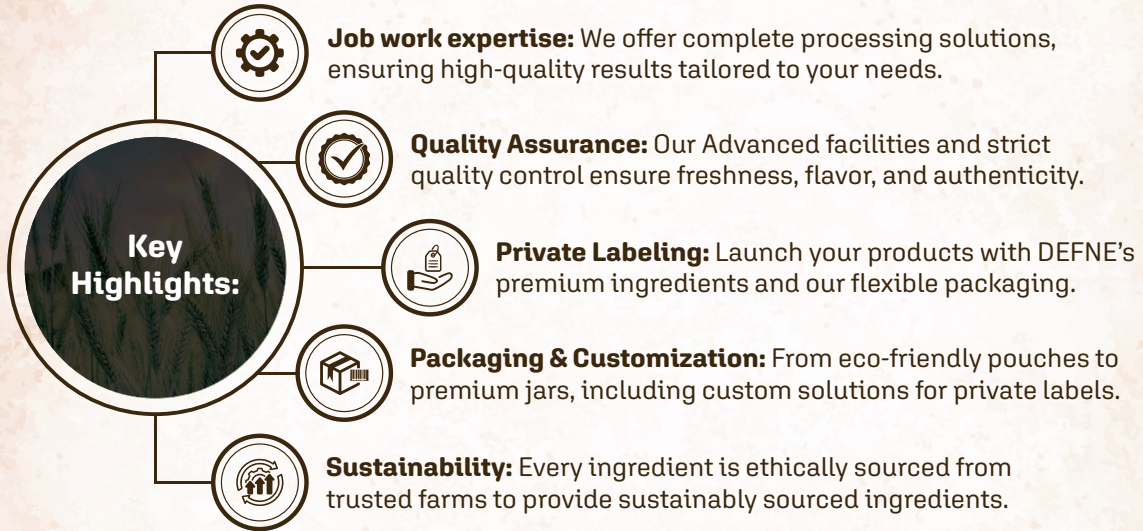 Job work expertise: We offer complete processing solutions,
ensuring high-quality results tailored to your needs.
Quality Assurance: Our Advanced facilities and strict
quality control ensure freshness, flavor, and authenticity.
Key
Highlights:
Private Labeling: Launch your products with DEFNE’s
premium ingredients and our flexible packaging.
Packaging & Customization: From eco-friendly pouches to
premium jars, including custom solutions for private labels.
Sustainability: Every ingredient is ethically sourced from
trusted farms to provide sustainably sourced ingredients.